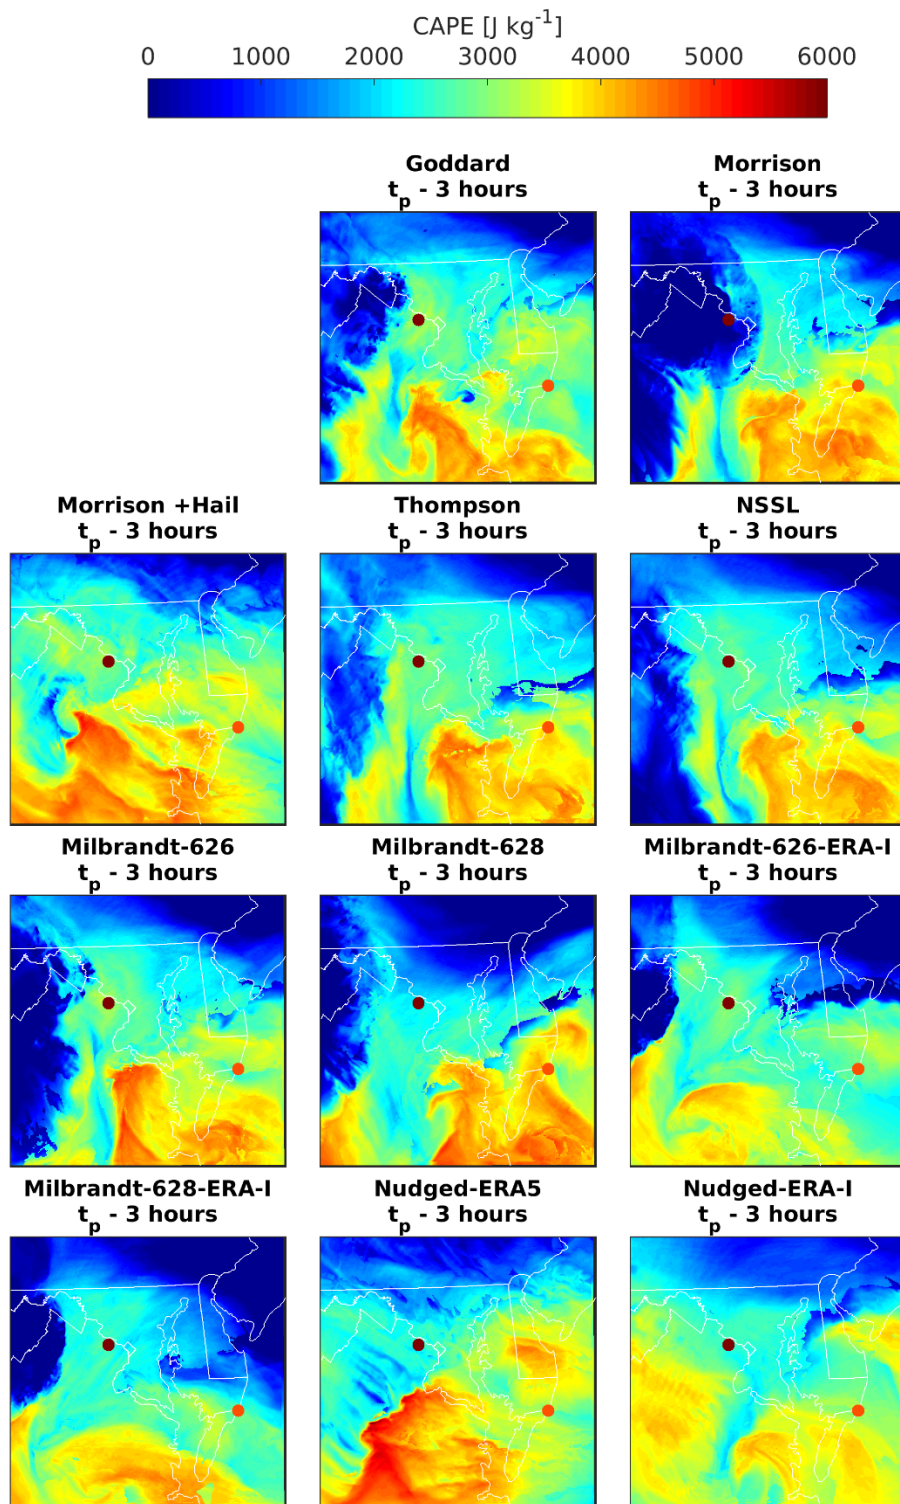 CAPE [J kg⁻¹]
0 1000 2000 3000 4000 5000 6000
Goddard
tₚ - 3 hours
Morrison
tₚ - 3 hours
Morrison +Hail
tₚ - 3 hours
Thompson
tₚ - 3 hours
NSSL
tₚ - 3 hours
Milbrandt-626
tₚ - 3 hours
Milbrandt-628
tₚ - 3 hours
Milbrandt-626-ERA-I
tₚ - 3 hours
Milbrandt-628-ERA-I
tₚ - 3 hours
Nudged-ERA5
tₚ - 3 hours
Nudged-ERA-I
tₚ - 3 hours